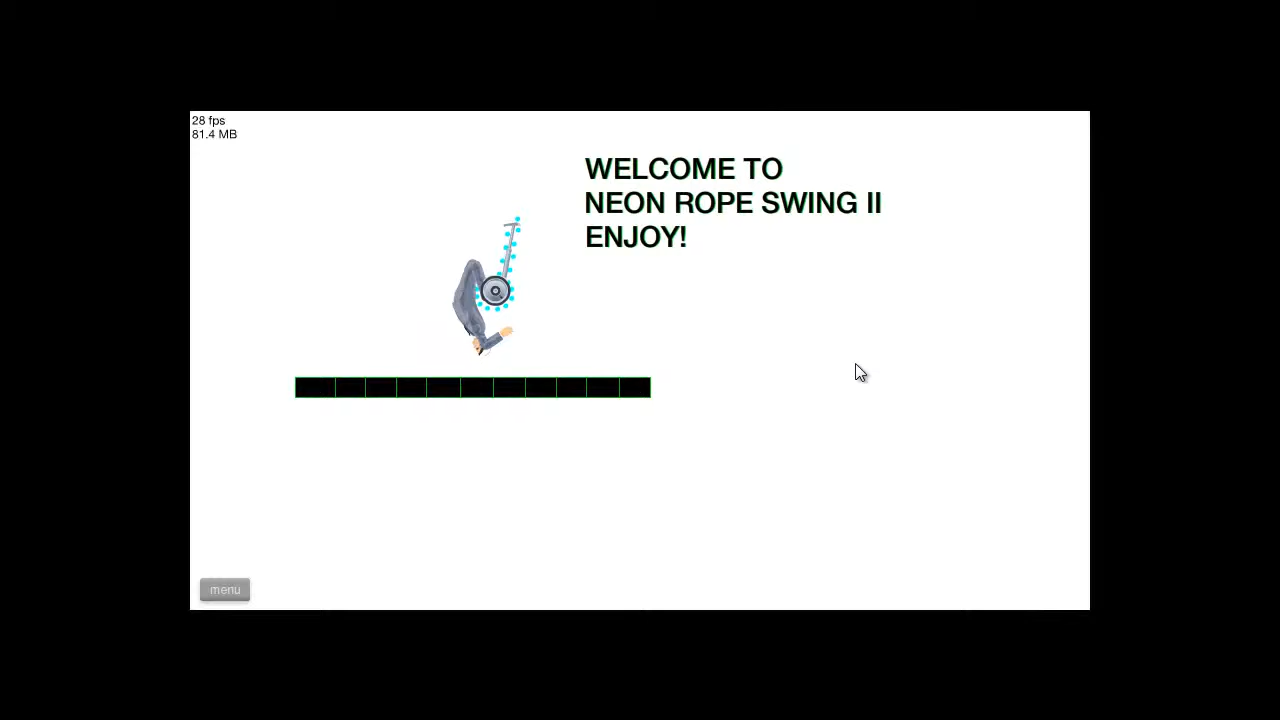 28 fps
81.4 MB
WELCOME TO
NEON ROPE SWING II
ENJOY!
menu